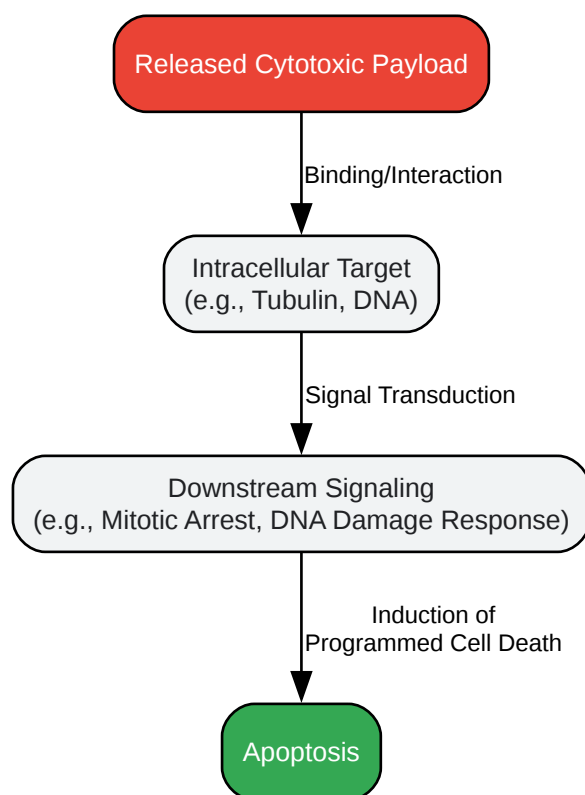 Released Cytotoxic Payload
Binding/Interaction
Intracellular Target
(e.g., Tubulin, DNA)
Signal Transduction
Downstream Signaling
(e.g., Mitotic Arrest, DNA Damage Response)
Induction of
Programmed Cell Death
Apoptosis